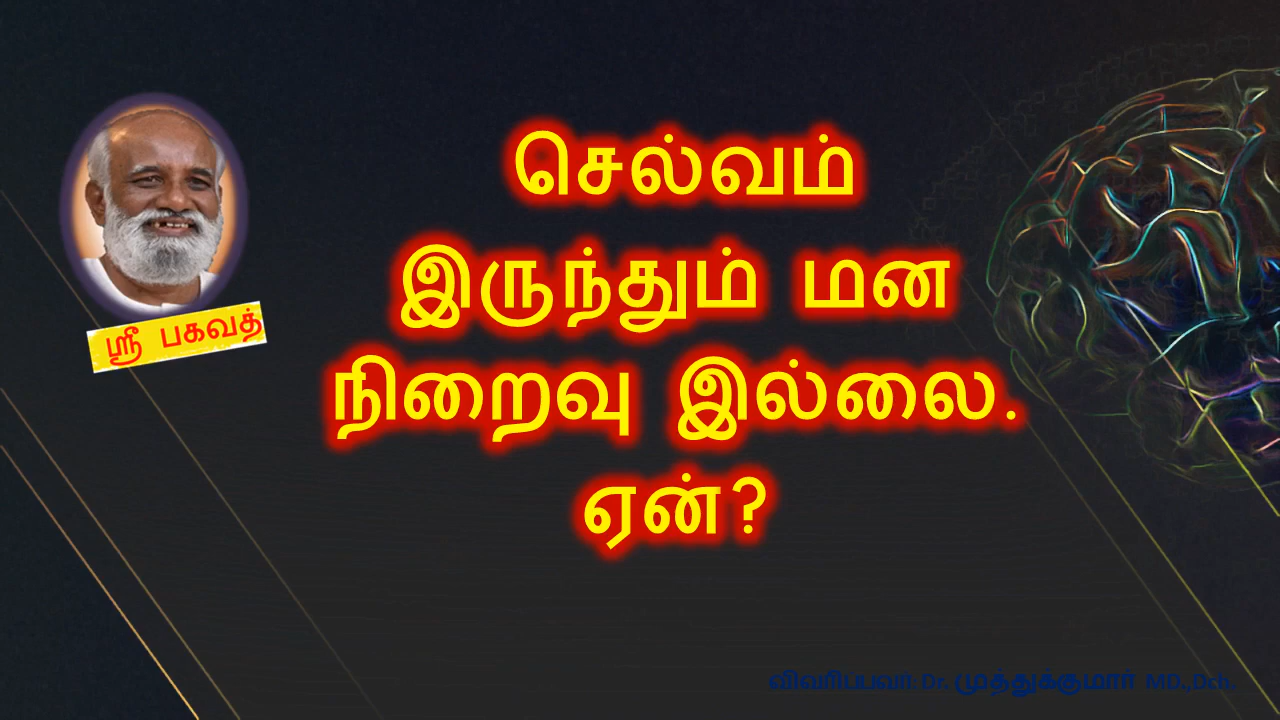 செல்வம்
இருந்தும் மன
நிறைவு இல்லை.
ஏன்?
ஸ்ரீ பகவத்
விவரிப்பவர்: Dr. முத்துக்குமார் MD.,Dch.